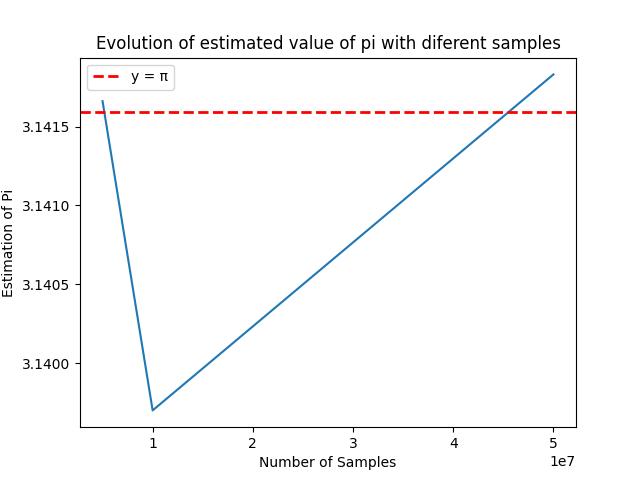 Evolution of estimated value of pi with diferent samples
y = π
3.1415
3.1410
3.1405
3.1400
Estimation of Pi
1 2 3 4 5
1e7
Number of Samples